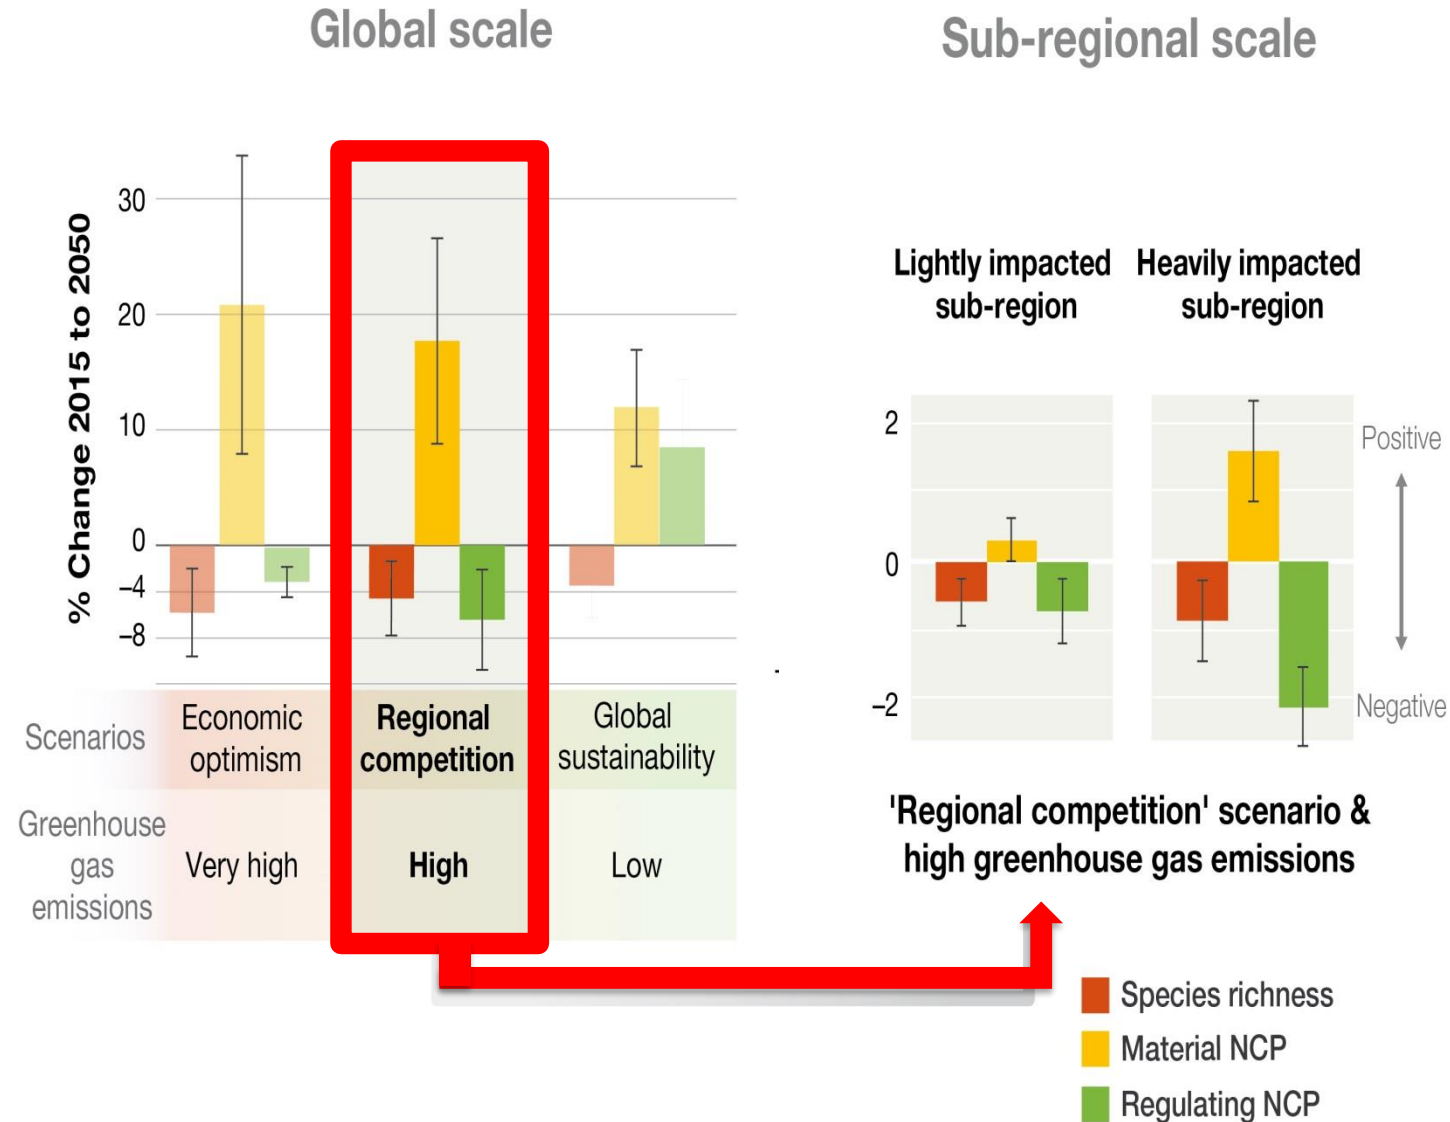 Global scale
Sub-regional scale
% Change 2015 to 2050
30
20
10
0
−4
−8
Scenarios
Economic
optimism
Regional
competition
Global
sustainability
Greenhouse
gas
emissions
Very high
High
Low
Lightly impacted
sub-region
Heavily impacted
sub-region
2
0
−2
Positive
Negative
'Regional competition' scenario &
high greenhouse gas emissions
Species richness
Material NCP
Regulating NCP